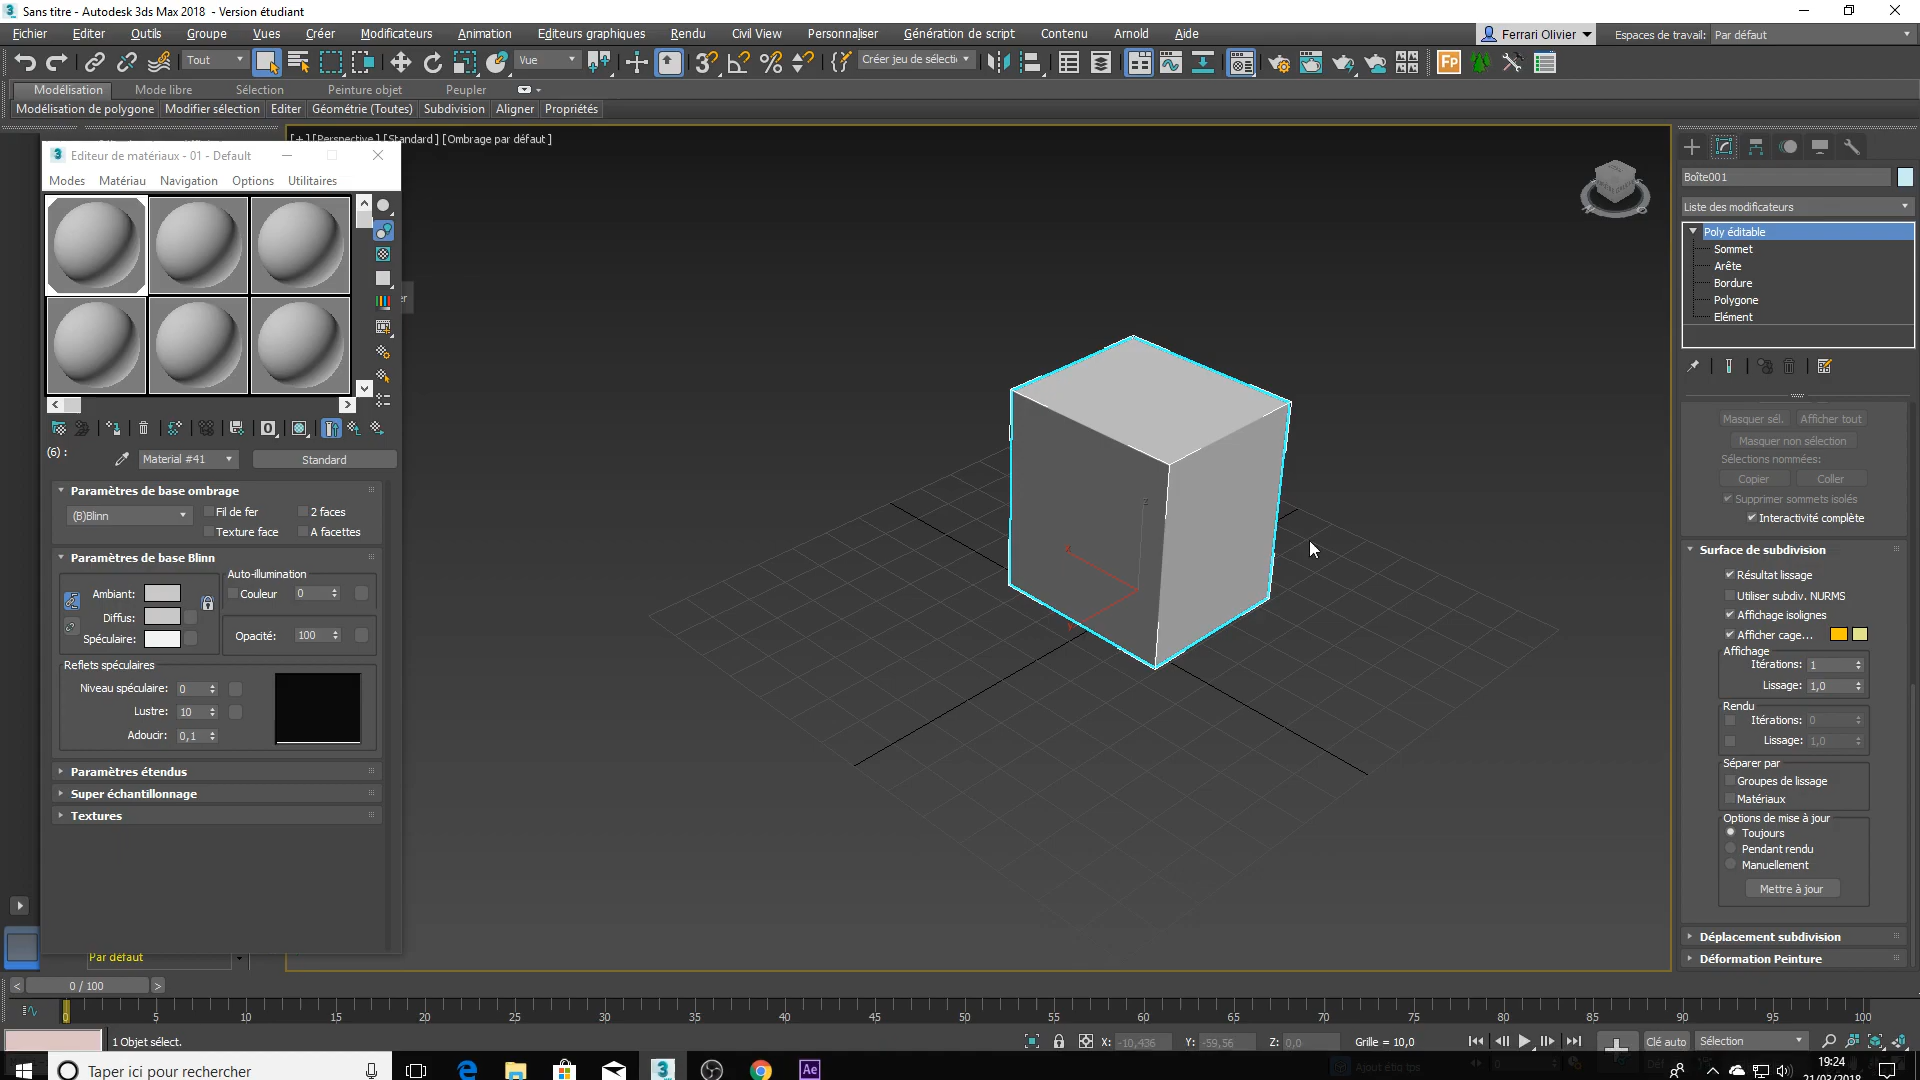 Sans titre - Autodesk 3ds Max 2018 - Version étudiant
Fichier Editer Outils Groupe Vues Créer Modificateurs Animation Editeurs graphiques Rendu Civil View Personnaliser Génération de script Contenu Arnold Aide Ferrari Olivier Espaces de travail: Par défaut
Tout Vue Créer jeu de sélecti Fp
Modélisation Mode libre Sélection Peinture objet Peupler
Modélisation de polygone Modifier sélection Editer Géométrie (Toutes) Subdivision Aligner Propriétés
[+] [Perspective] [Standard] [Ombrage par défaut]
Editeur de matériaux - 01 - Default
Modes Matériau Navigation Options Utilitaires
(6) :
Material #41 Standard
Paramètres de base ombrage
(B)Blinn Fil de fer 2 faces
Texture face A facettes
Paramètres de base Blinn
Auto-illumination
Ambiant: Couleur 0
Diffus:
Spéculaire: Opacité: 100
Reflets spéculaires
Niveau spéculaire: 0
Lustre: 10
Adoucir: 0,1
Paramètres étendus
Super échantillonnage
Textures
Par défaut
Boîte001
Liste des modificateurs
Poly éditable
Sommet
Arête
Bordure
Polygone
Elément
Masquer sél. Afficher tout
Masquer non sélection
Sélections nommées:
Copier Coller
Supprimer sommets isolés
Interactivité complète
Surface de subdivision
Résultat lissage
Utiliser subdiv. NURMS
Affichage isolignes
Afficher cage...
Affichage
Itérations: 1
Lissage: 1,0
Rendu
Itérations: 0
Lissage: 1,0
Séparer par
Groupes de lissage
Matériaux
Options de mise à jour
Toujours
Pendant rendu
Manuellement
Mettre à jour
Déplacement subdivision
Déformation Peinture
0 / 100
0 5 10 15 20 25 30 35 40 45 50 55 60 65 70 75 80 85 90 95 100
1 Objet sélect. X: -10,436 Y: -59,56 Z: 0,0 Grille = 10,0 Clé auto Sélection
Taper ici pour rechercher Ae Ajout étiq tps 19:24